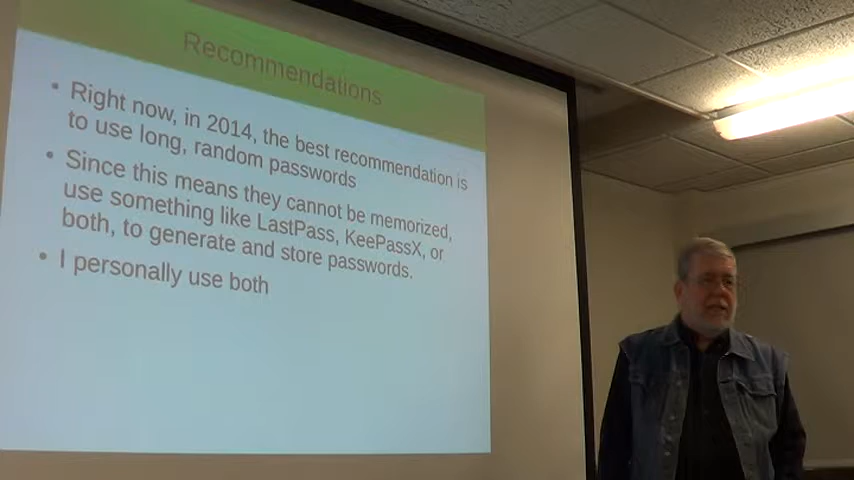 Recommendations
• Right now, in 2014, the best recommendation is
to use long, random passwords
• Since this means they cannot be memorized,
use something like LastPass, KeePassX, or
both, to generate and store passwords.
• I personally use both